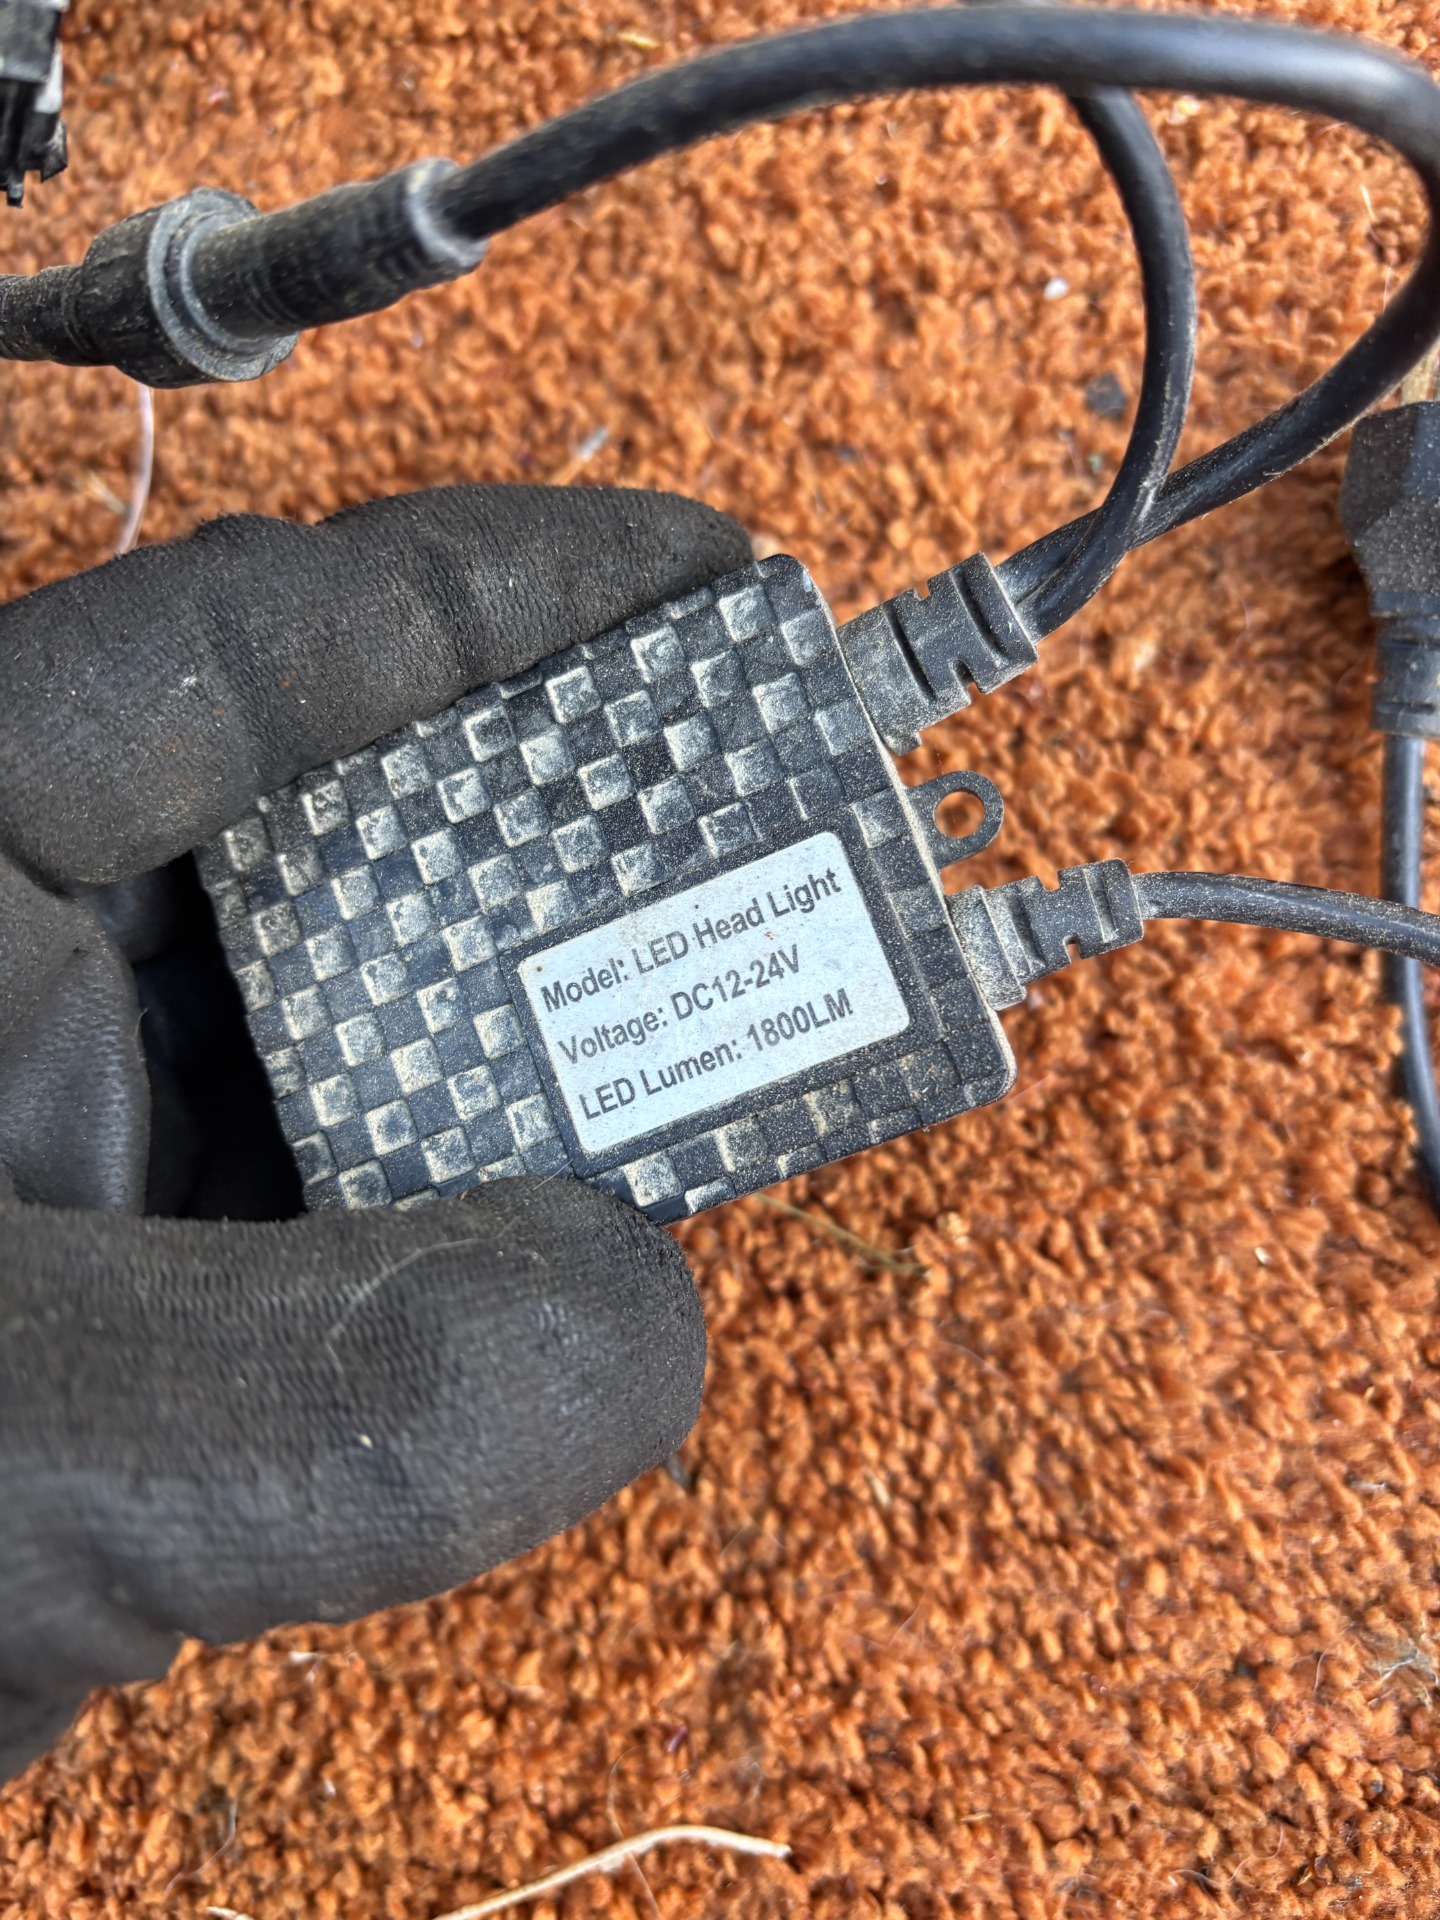 Model: LED Head Light
Voltage: DC12-24V
LED Lumen: 1800LM